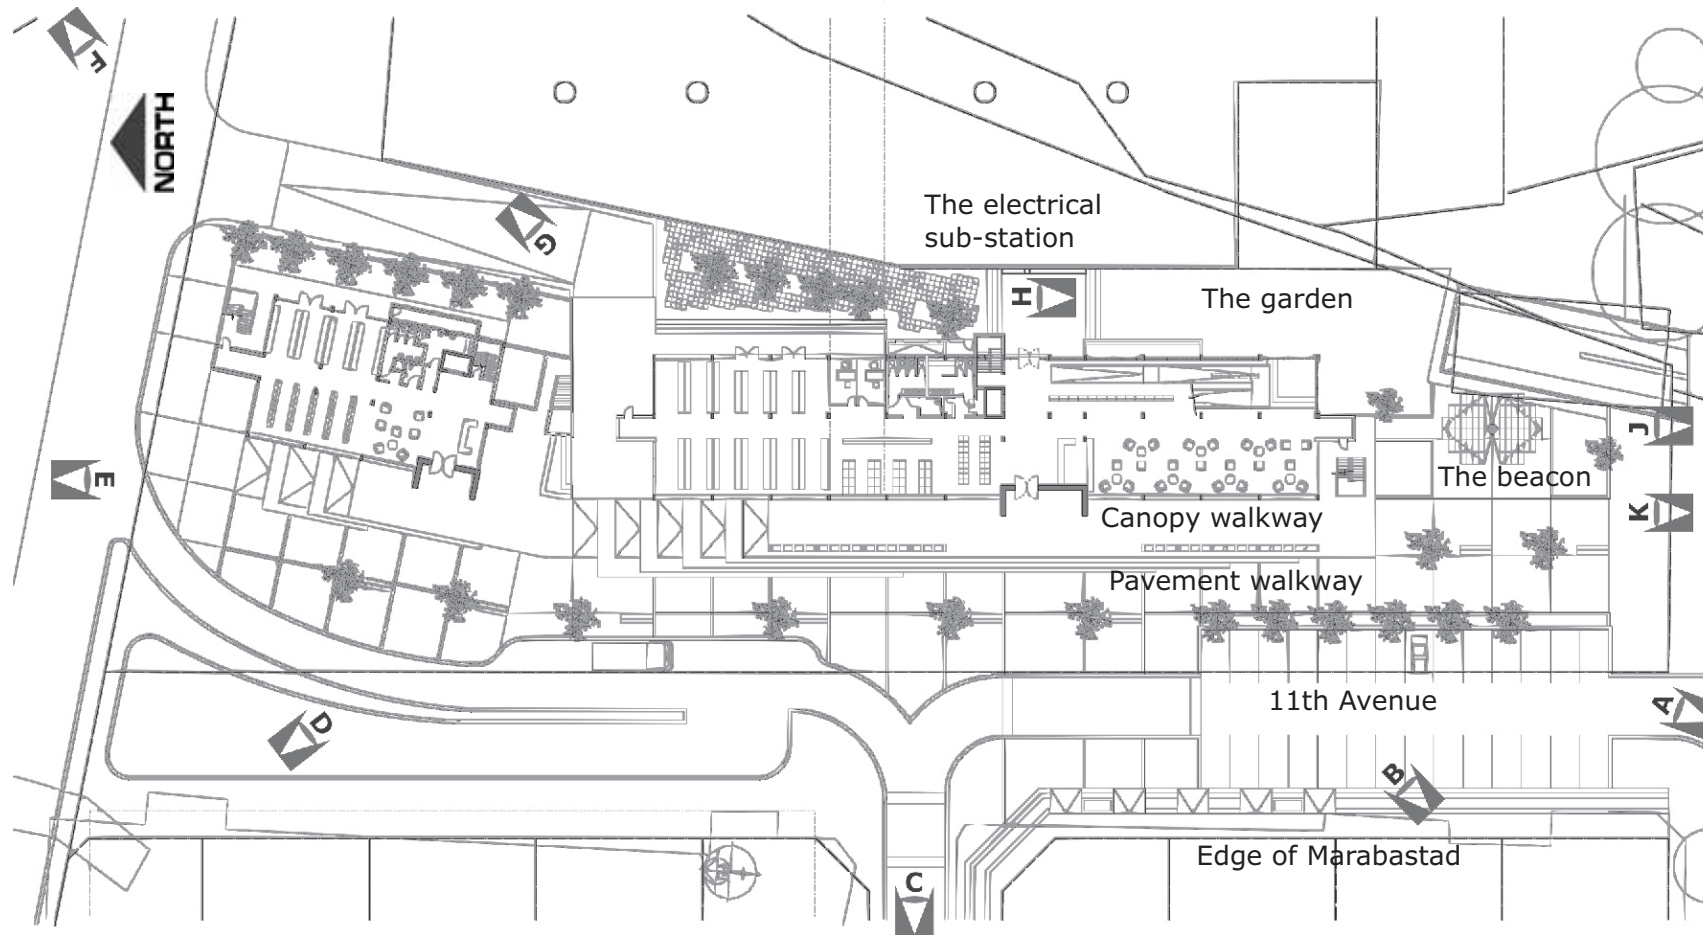 F
NORTH
The electrical
sub-station
G
H
The garden
J
The beacon
E
K
Canopy walkway
Pavement walkway
11th Avenue
A
D
B
Edge of Marabastad
C